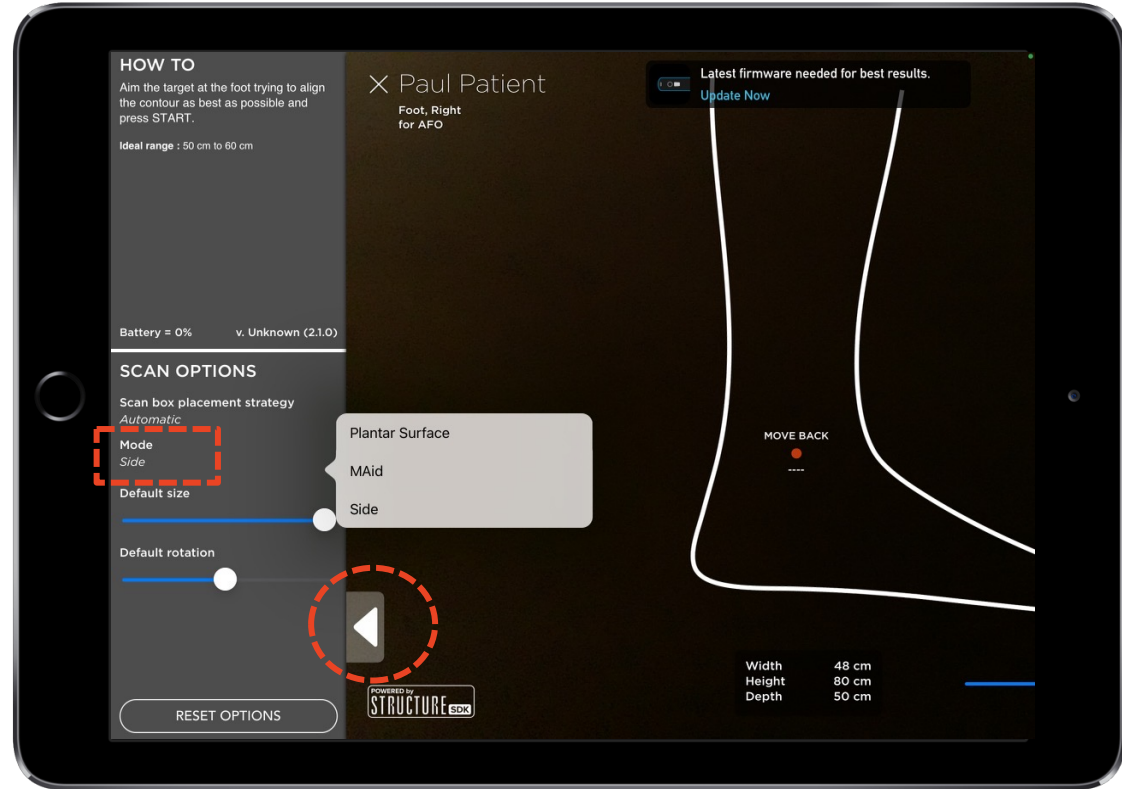 HOW TO
Aim the target at the foot trying to align
the contour as best as possible and
press START.
Ideal range : 50 cm to 60 cm
Battery = 0% v. Unknown (2.1.0)
SCAN OPTIONS
Scan box placement strategy
Automatic
Mode
Side
Default size
Default rotation
RESET OPTIONS
Plantar Surface
MAid
Side
Paul Patient
Foot, Right
for AFO
Latest firmware needed for best results.
Update Now
MOVE BACK
----
Width 48 cm
Height 80 cm
Depth 50 cm
POWERED by
STRUCTURE SDK